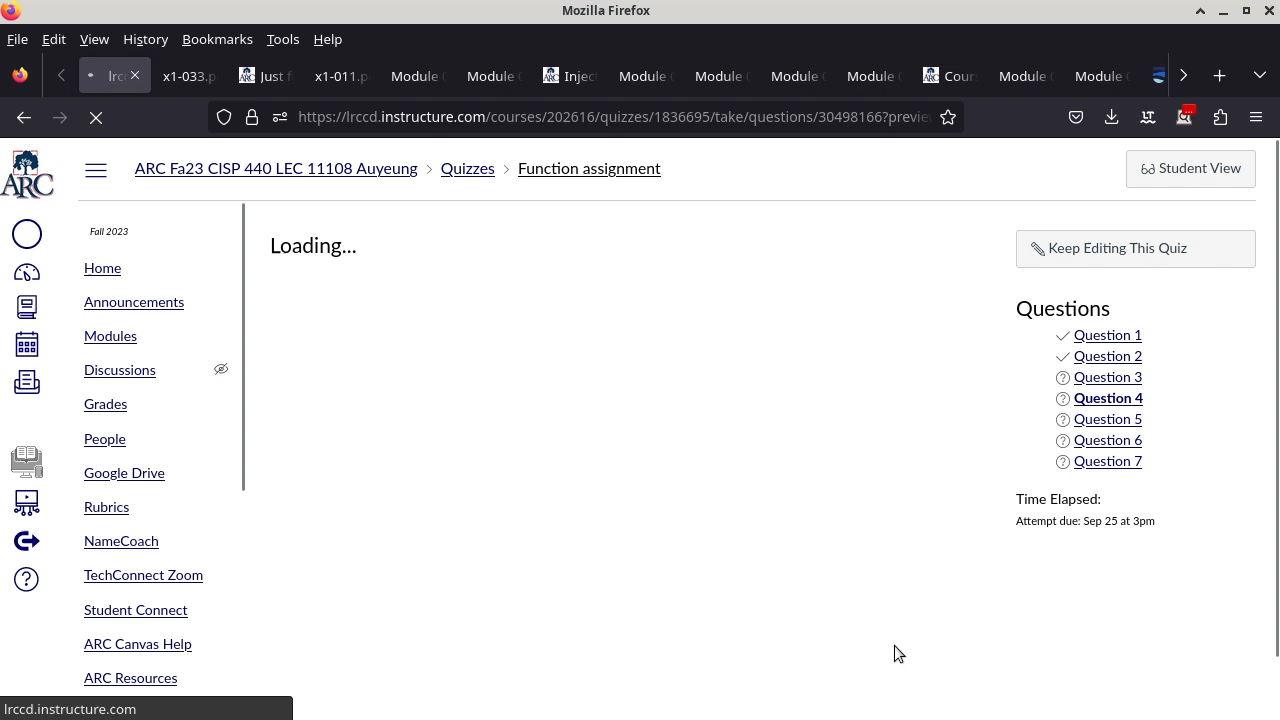 Mozilla Firefox
File Edit View History Bookmarks Tools Help
lrcc x1-033.p Just f x1-011.p Module Module Injec Module Module Module Module Cour Module Module
https://lrccd.instructure.com/courses/202616/quizzes/1836695/take/questions/30498166?previe
ARC
ARC Fa23 CISP 440 LEC 11108 Auyeung > Quizzes > Function assignment
Student View
Fall 2023
Home
Announcements
Modules
Discussions
Grades
People
Google Drive
Rubrics
NameCoach
TechConnect Zoom
Student Connect
ARC Canvas Help
ARC Resources
Loading...
Keep Editing This Quiz
Questions
Question 1
Question 2
Question 3
Question 4
Question 5
Question 6
Question 7
Time Elapsed:
Attempt due: Sep 25 at 3pm
lrccd.instructure.com